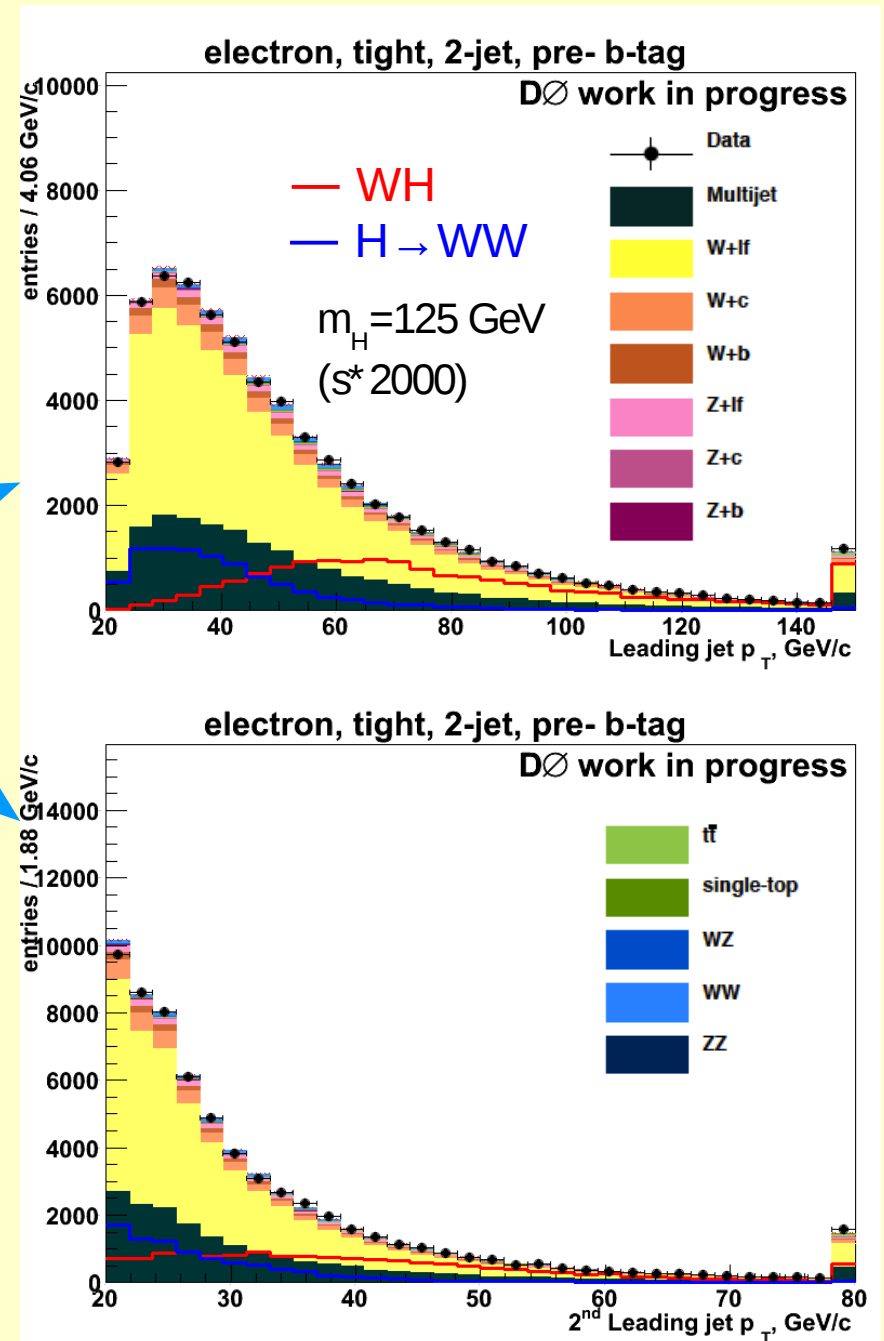 electron, tight, 2-jet, pre- b-tag
DØ work in progress
entries / 4.06 GeV/c
10000
8000
6000
4000
2000
0
WH
H→WW
m_H=125 GeV
(s*2000)
Data
Multijet
W+lf
W+c
W+b
Z+lf
Z+c
Z+b
20 40 60 80 100 120 140
Leading jet p_T, GeV/c
electron, tight, 2-jet, pre- b-tag
DØ work in progress
entries / 1.88 GeV/c
14000
12000
10000
8000
6000
4000
2000
0
tt̄
single-top
WZ
WW
ZZ
20 30 40 50 60 70 80
2nd Leading jet p_T, GeV/c